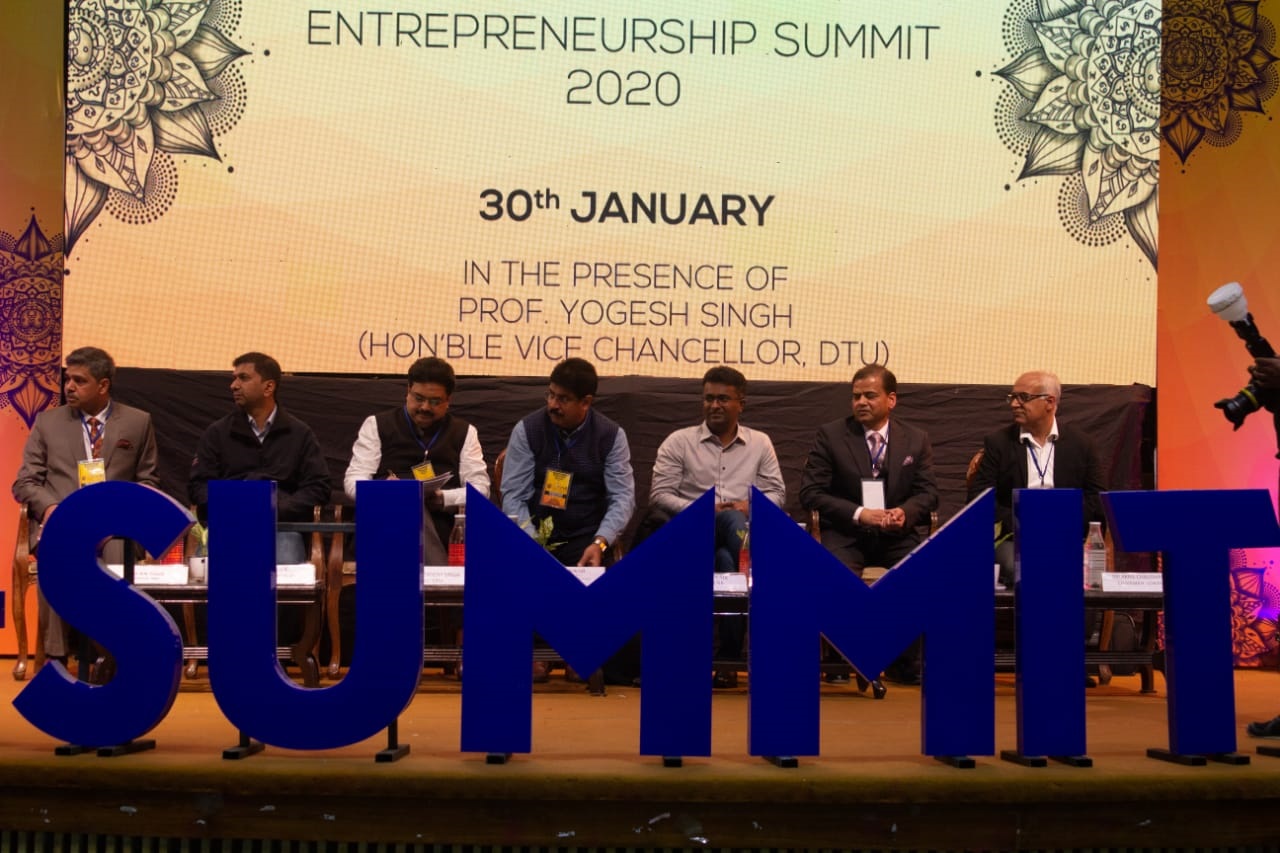 ENTREPRENEURSHIP SUMMIT
2020
30th JANUARY
IN THE PRESENCE OF
PROF. YOGESH SINGH
(HON'BLE VICE CHANCELLOR, DTU)
SUMMIT